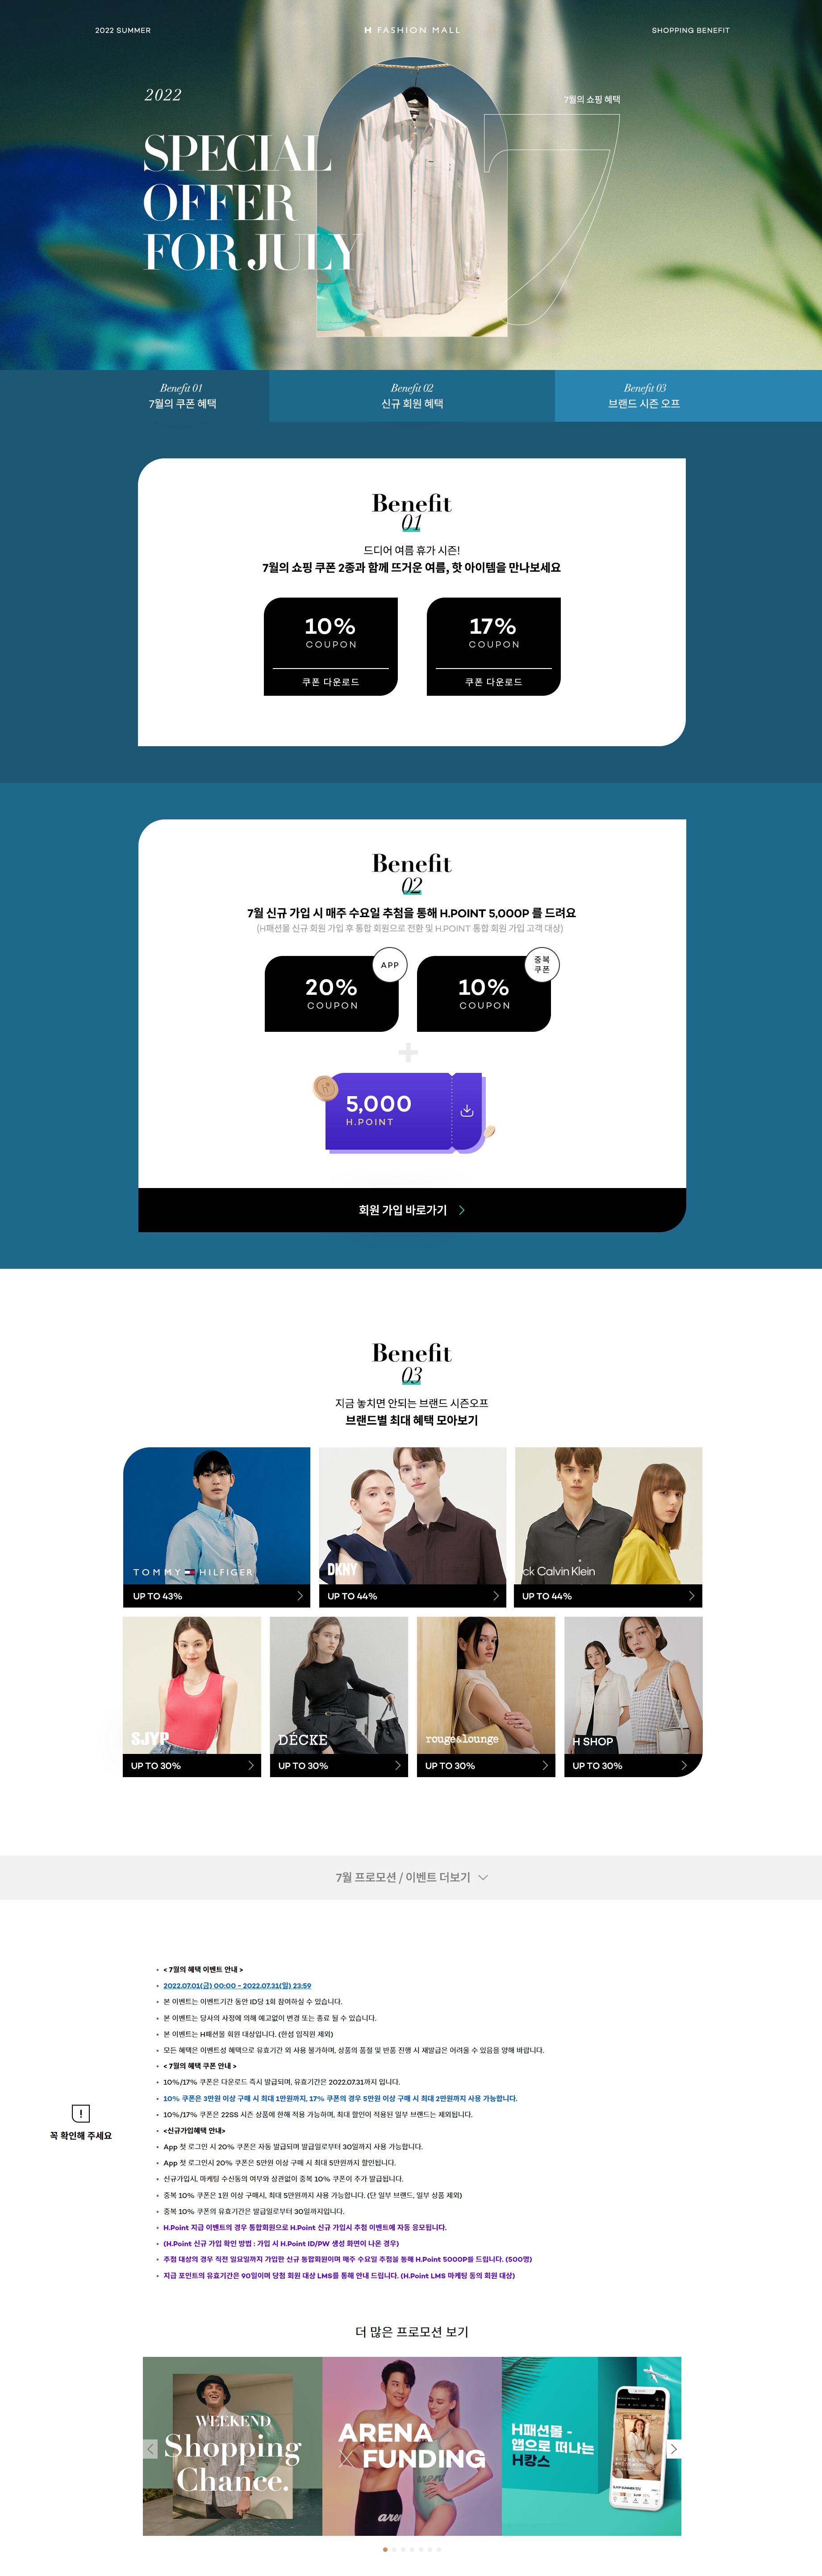 2022 SUMMER
H FASHION MALL
SHOPPING BENEFIT
2022
7월의 쇼핑 혜택
SPECIAL
OFFER
FOR JULY
7
Benefit 01
7월의 쿠폰 혜택
Benefit 02
신규 회원 혜택
Benefit 03
브랜드 시즌 오프
Benefit
01
드디어 여름 휴가 시즌!
7월의 쇼핑 쿠폰 2종과 함께 뜨거운 여름, 핫 아이템을 만나보세요
10%
COUPON
쿠폰 다운로드
17%
COUPON
쿠폰 다운로드
Benefit
02
7월 신규 가입 시 매주 수요일 추첨을 통해 H.POINT 5,000P 를 드려요
(H패션몰 신규 회원 가입 후 통합 회원으로 전환 및 H.POINT 통합 회원 가입 고객 대상)
APP
20%
COUPON
중복
쿠폰
10%
COUPON
5,000
H.POINT
회원 가입 바로가기
Benefit
03
지금 놓치면 안되는 브랜드 시즌오프
브랜드별 최대 혜택 모아보기
TOMMY HILFIGER
UP TO 43%
DKNY
UP TO 44%
ck Calvin Klein
UP TO 44%
SJYP
UP TO 30%
DÉCKE
UP TO 30%
rouge&lounge
UP TO 30%
H SHOP
UP TO 30%
7월 프로모션 / 이벤트 더보기
꼭 확인해 주세요
• < 7월의 혜택 이벤트 안내 >
• 2022.07.01(금) 00:00 ~ 2022.07.31(일) 23:59
• 본 이벤트는 이벤트기간 동안 ID당 1회 참여하실 수 있습니다.
• 본 이벤트는 당사의 사정에 의해 예고없이 변경 또는 종료 될 수 있습니다.
• 본 이벤트는 H패션몰 회원 대상입니다. (한섬 임직원 제외)
• 모든 혜택은 이벤트성 혜택으로 유효기간 외 사용 불가하며, 상품의 품절 및 반품 진행 시 재발급은 어려울 수 있음을 양해 바랍니다.
• < 7월의 혜택 쿠폰 안내 >
• 10%/17% 쿠폰은 다운로드 즉시 발급되며, 유효기간은 2022.07.31까지 입니다.
• 10% 쿠폰은 3만원 이상 구매 시 최대 1만원까지, 17% 쿠폰의 경우 5만원 이상 구매 시 최대 2만원까지 사용 가능합니다.
• 10%/17% 쿠폰은 22SS 시즌 상품에 한해 적용 가능하며, 최대 할인이 적용된 일부 브랜드는 제외됩니다.
• <신규가입혜택 안내>
• App 첫 로그인 시 20% 쿠폰은 자동 발급되며 발급일로부터 30일까지 사용 가능합니다.
• App 첫 로그인시 20% 쿠폰은 5만원 이상 구매 시 최대 5만원까지 할인됩니다.
• 신규가입시, 마케팅 수신동의 여부와 상관없이 중복 10% 쿠폰이 추가 발급됩니다.
• 중복 10% 쿠폰은 1원 이상 구매시, 최대 5만원까지 사용 가능합니다. (단 일부 브랜드, 일부 상품 제외)
• 중복 10% 쿠폰의 유효기간은 발급일로부터 30일까지입니다.
• H.Point 지급 이벤트의 경우 통합회원으로 H.Point 신규 가입시 추첨 이벤트에 자동 응모됩니다.
• (H.Point 신규 가입 확인 방법 : 가입 시 H.Point ID/PW 생성 화면이 나온 경우)
• 추첨 대상의 경우 직전 일요일까지 가입한 신규 통합회원이며 매주 수요일 추첨을 통해 H.Point 5000P를 드립니다. (500명)
• 지급 포인트의 유효기간은 90일이며 당첨 회원 대상 LMS를 통해 안내 드립니다. (H.Point LMS 마케팅 동의 회원 대상)
더 많은 프로모션 보기
WEEKEND
Shopping
Chance.
ARENA
X FUNDING
H패션몰 -
앱으로 떠나는
H캉스